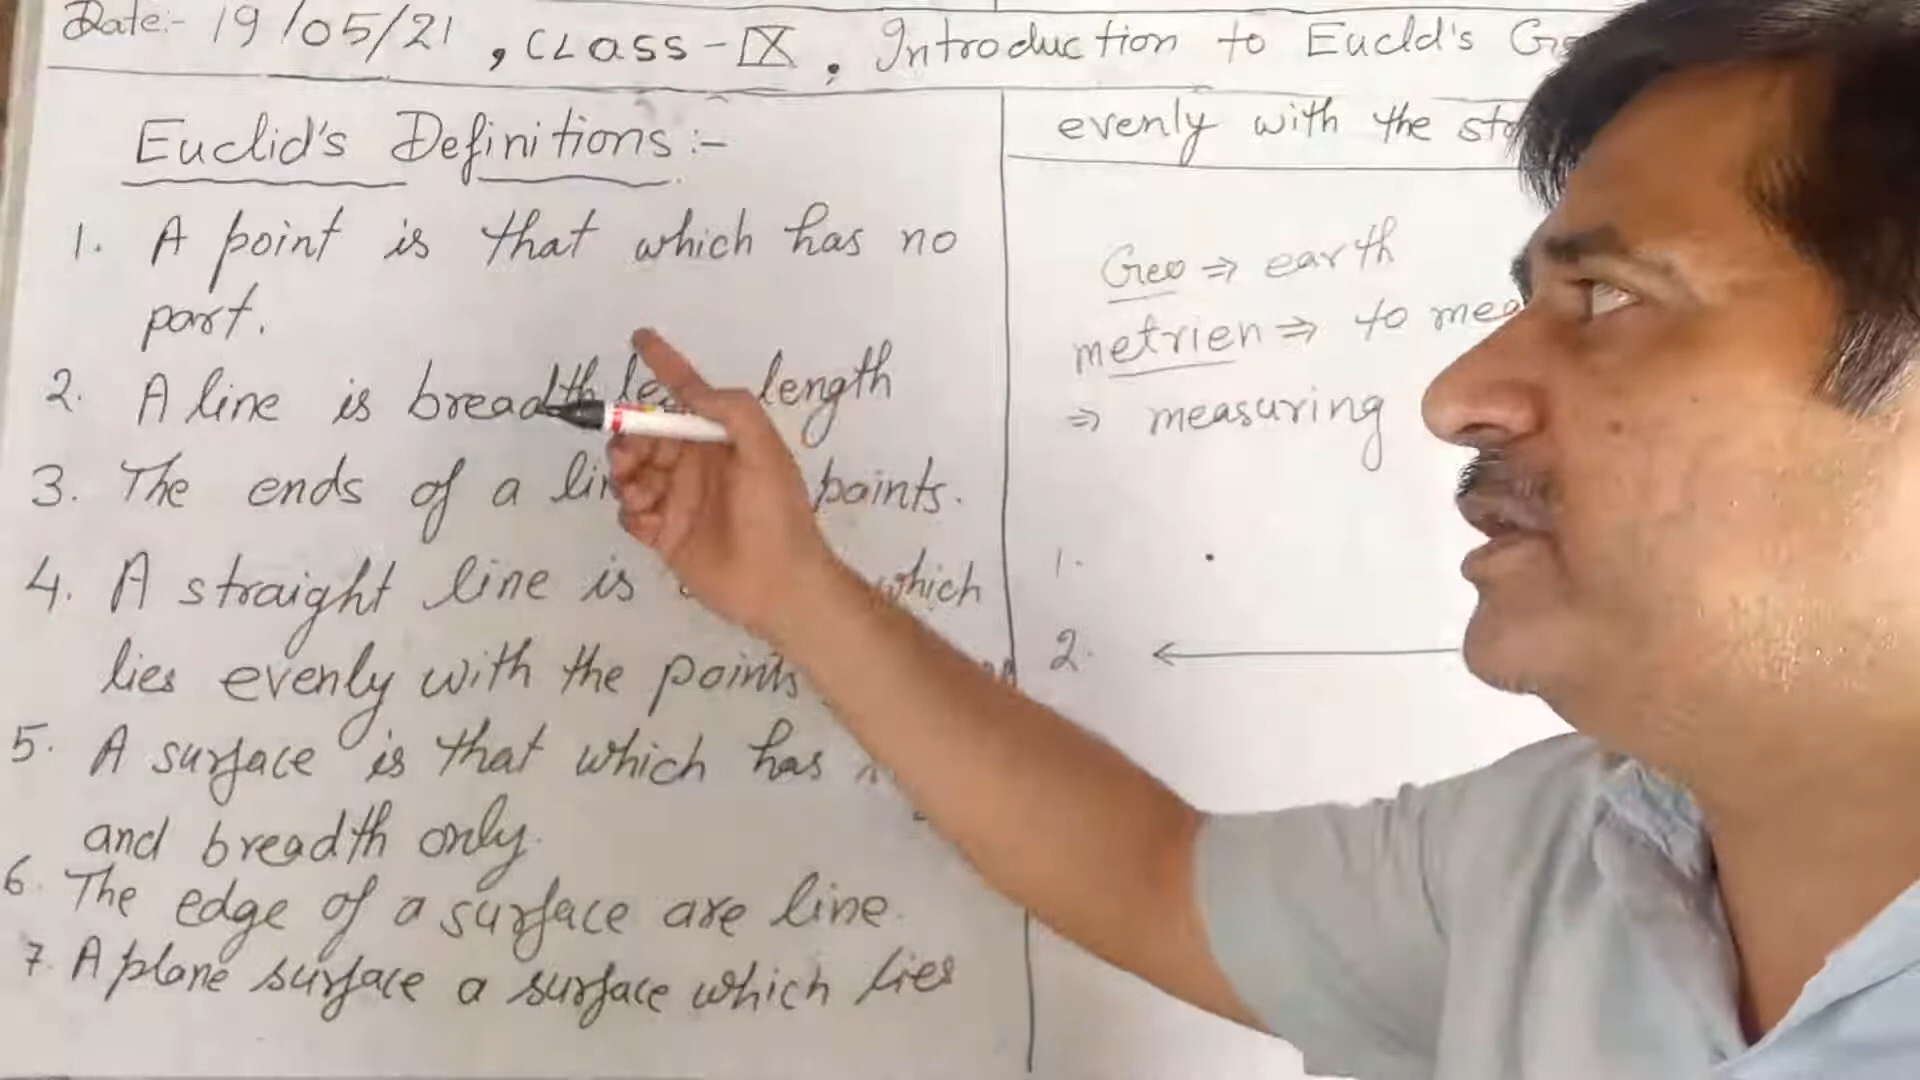 Date:- 19/05/21, CLASS-IX, Introduction to Eucld's
Euclid's Definitions:-
1. A point is that which has no
part.
2. A line is breadth length
3. The ends of a points.
4. A straight line is which
lies evenly with the points
5. A surface is that which has
and breadth only.
6. The edge of a surface are line.
7. A plane surface a surface which lies
evenly with the
Geo ⇒ earth
metrien ⇒ to
⇒ measuring
1. .
2. ←